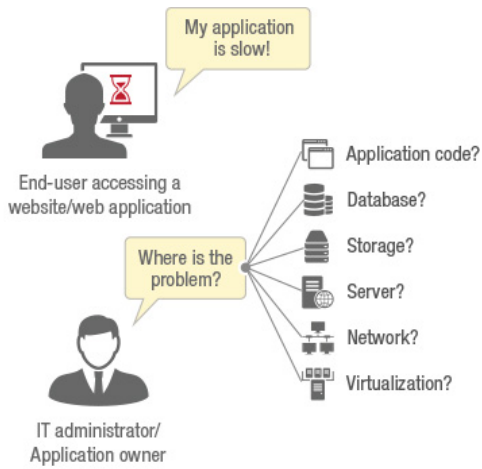 My application
is slow!
End-user accessing a
website/web application
Application code?
Database?
Storage?
Where is the
problem?
Server?
Network?
Virtualization?
IT administrator/
Application owner